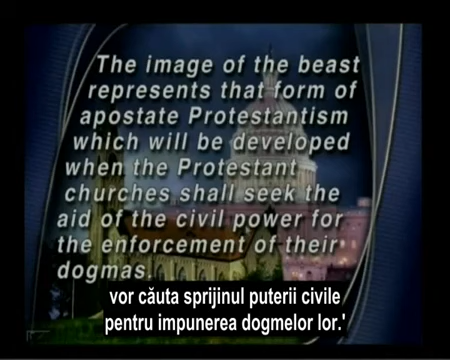 The image of the beast
represents that form of
apostate Protestantism
which will be developed
when the Protestant
churches shall seek the
aid of the civil power for
the enforcement of their
dogmas.
vor căuta sprijinul puterii civile
pentru impunerea dogmelor lor.'